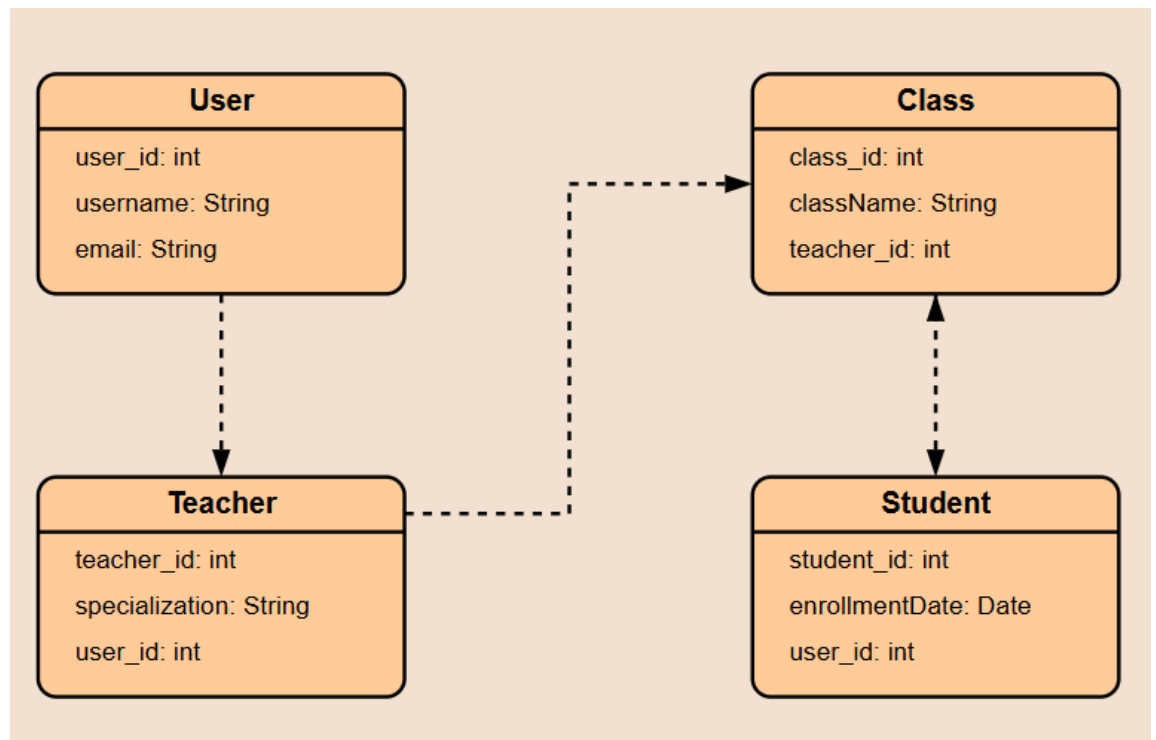 User
user_id: int
username: String
email: String
Class
class_id: int
className: String
teacher_id: int
Teacher
teacher_id: int
specialization: String
user_id: int
Student
student_id: int
enrollmentDate: Date
user_id: int